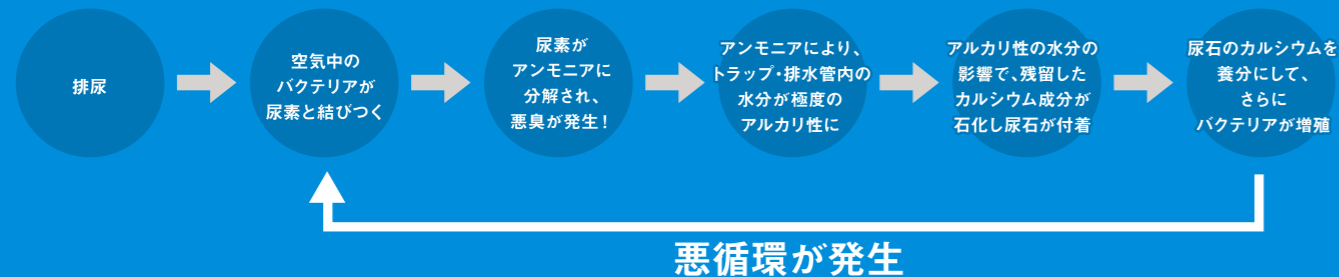 排尿
空気中の
バクテリアが
尿素と結びつく
尿素が
アンモニアに
分解され、
悪臭が発生！
アンモニアにより、
トラップ・排水管内の
水分が極度の
アルカリ性に
アルカリ性の水分の
影響で、残留した
カルシウム成分が
石化し尿石が付着
尿石のカルシウムを
養分にして、
さらに
バクテリアが増殖
悪循環が発生